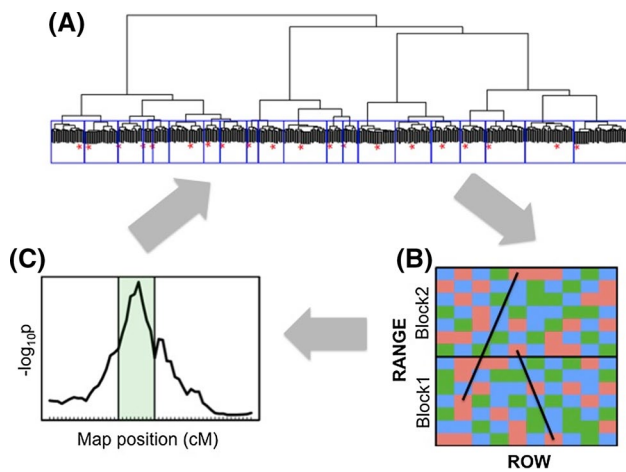 (A)
(C)
(B)
-log10p
Map position (cM)
RANGE
Block2
Block1
ROW